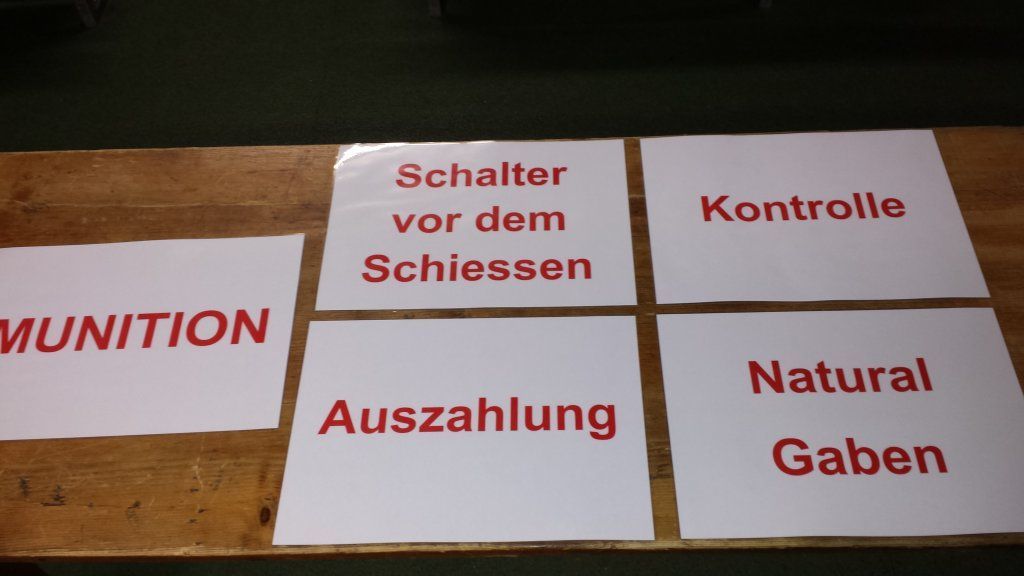 MUNITION
Schalter
vor dem
Schiessen
Kontrolle
Auszahlung
Natural
Gaben